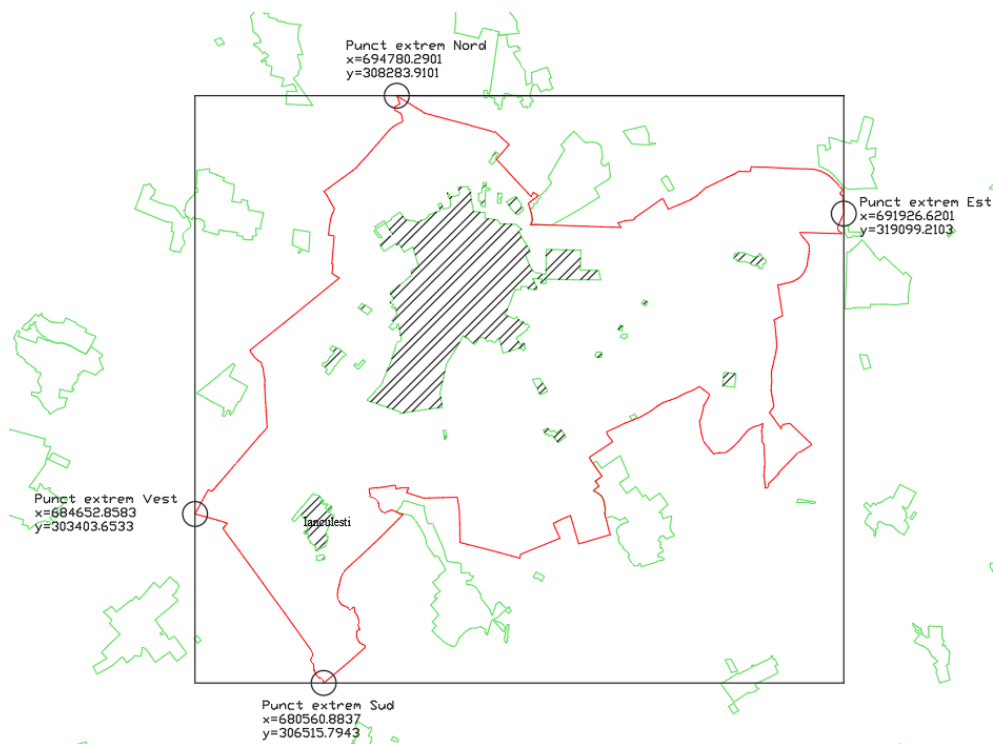 Punct extrem Nord
x=694780.2901
y=308283.9101
Punct extrem Est
x=691926.6201
y=319099.2103
Punct extrem Vest
x=684652.8583
y=303403.6533
Ianculesti
Punct extrem Sud
x=680560.8837
y=306515.7943